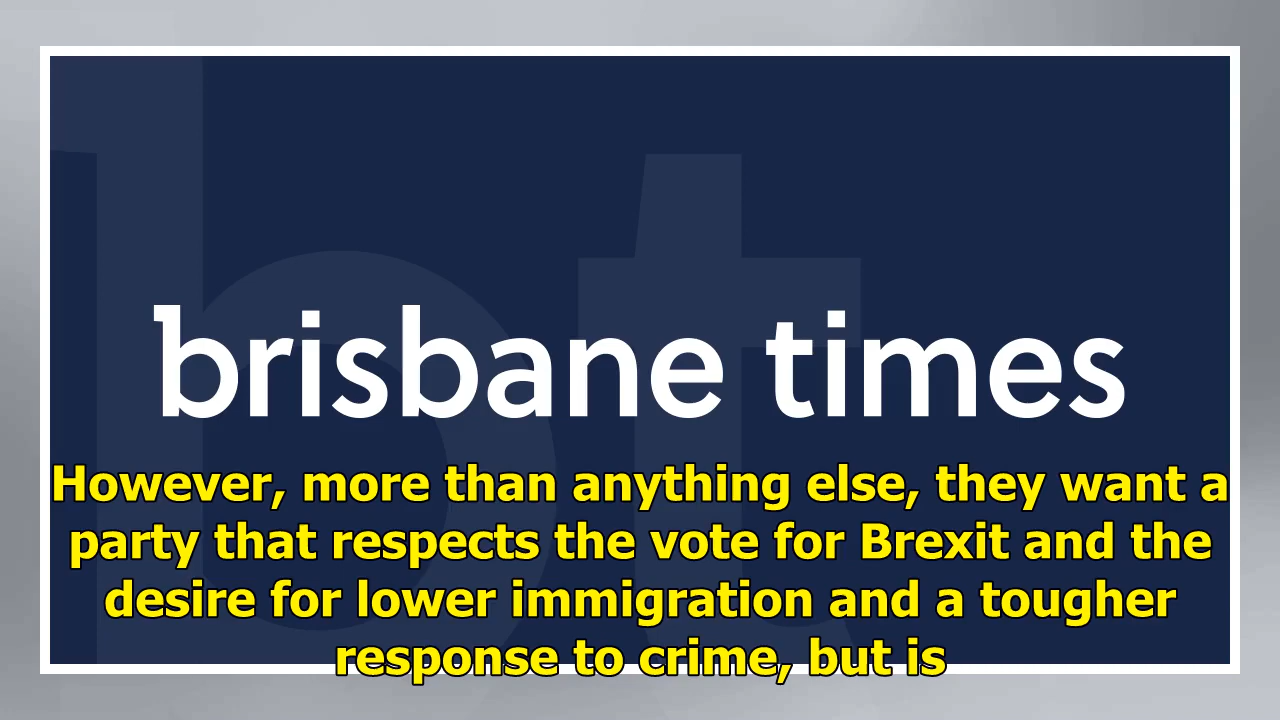 brisbane times
However, more than anything else, they want a
party that respects the vote for Brexit and the
desire for lower immigration and a tougher
response to crime, but is